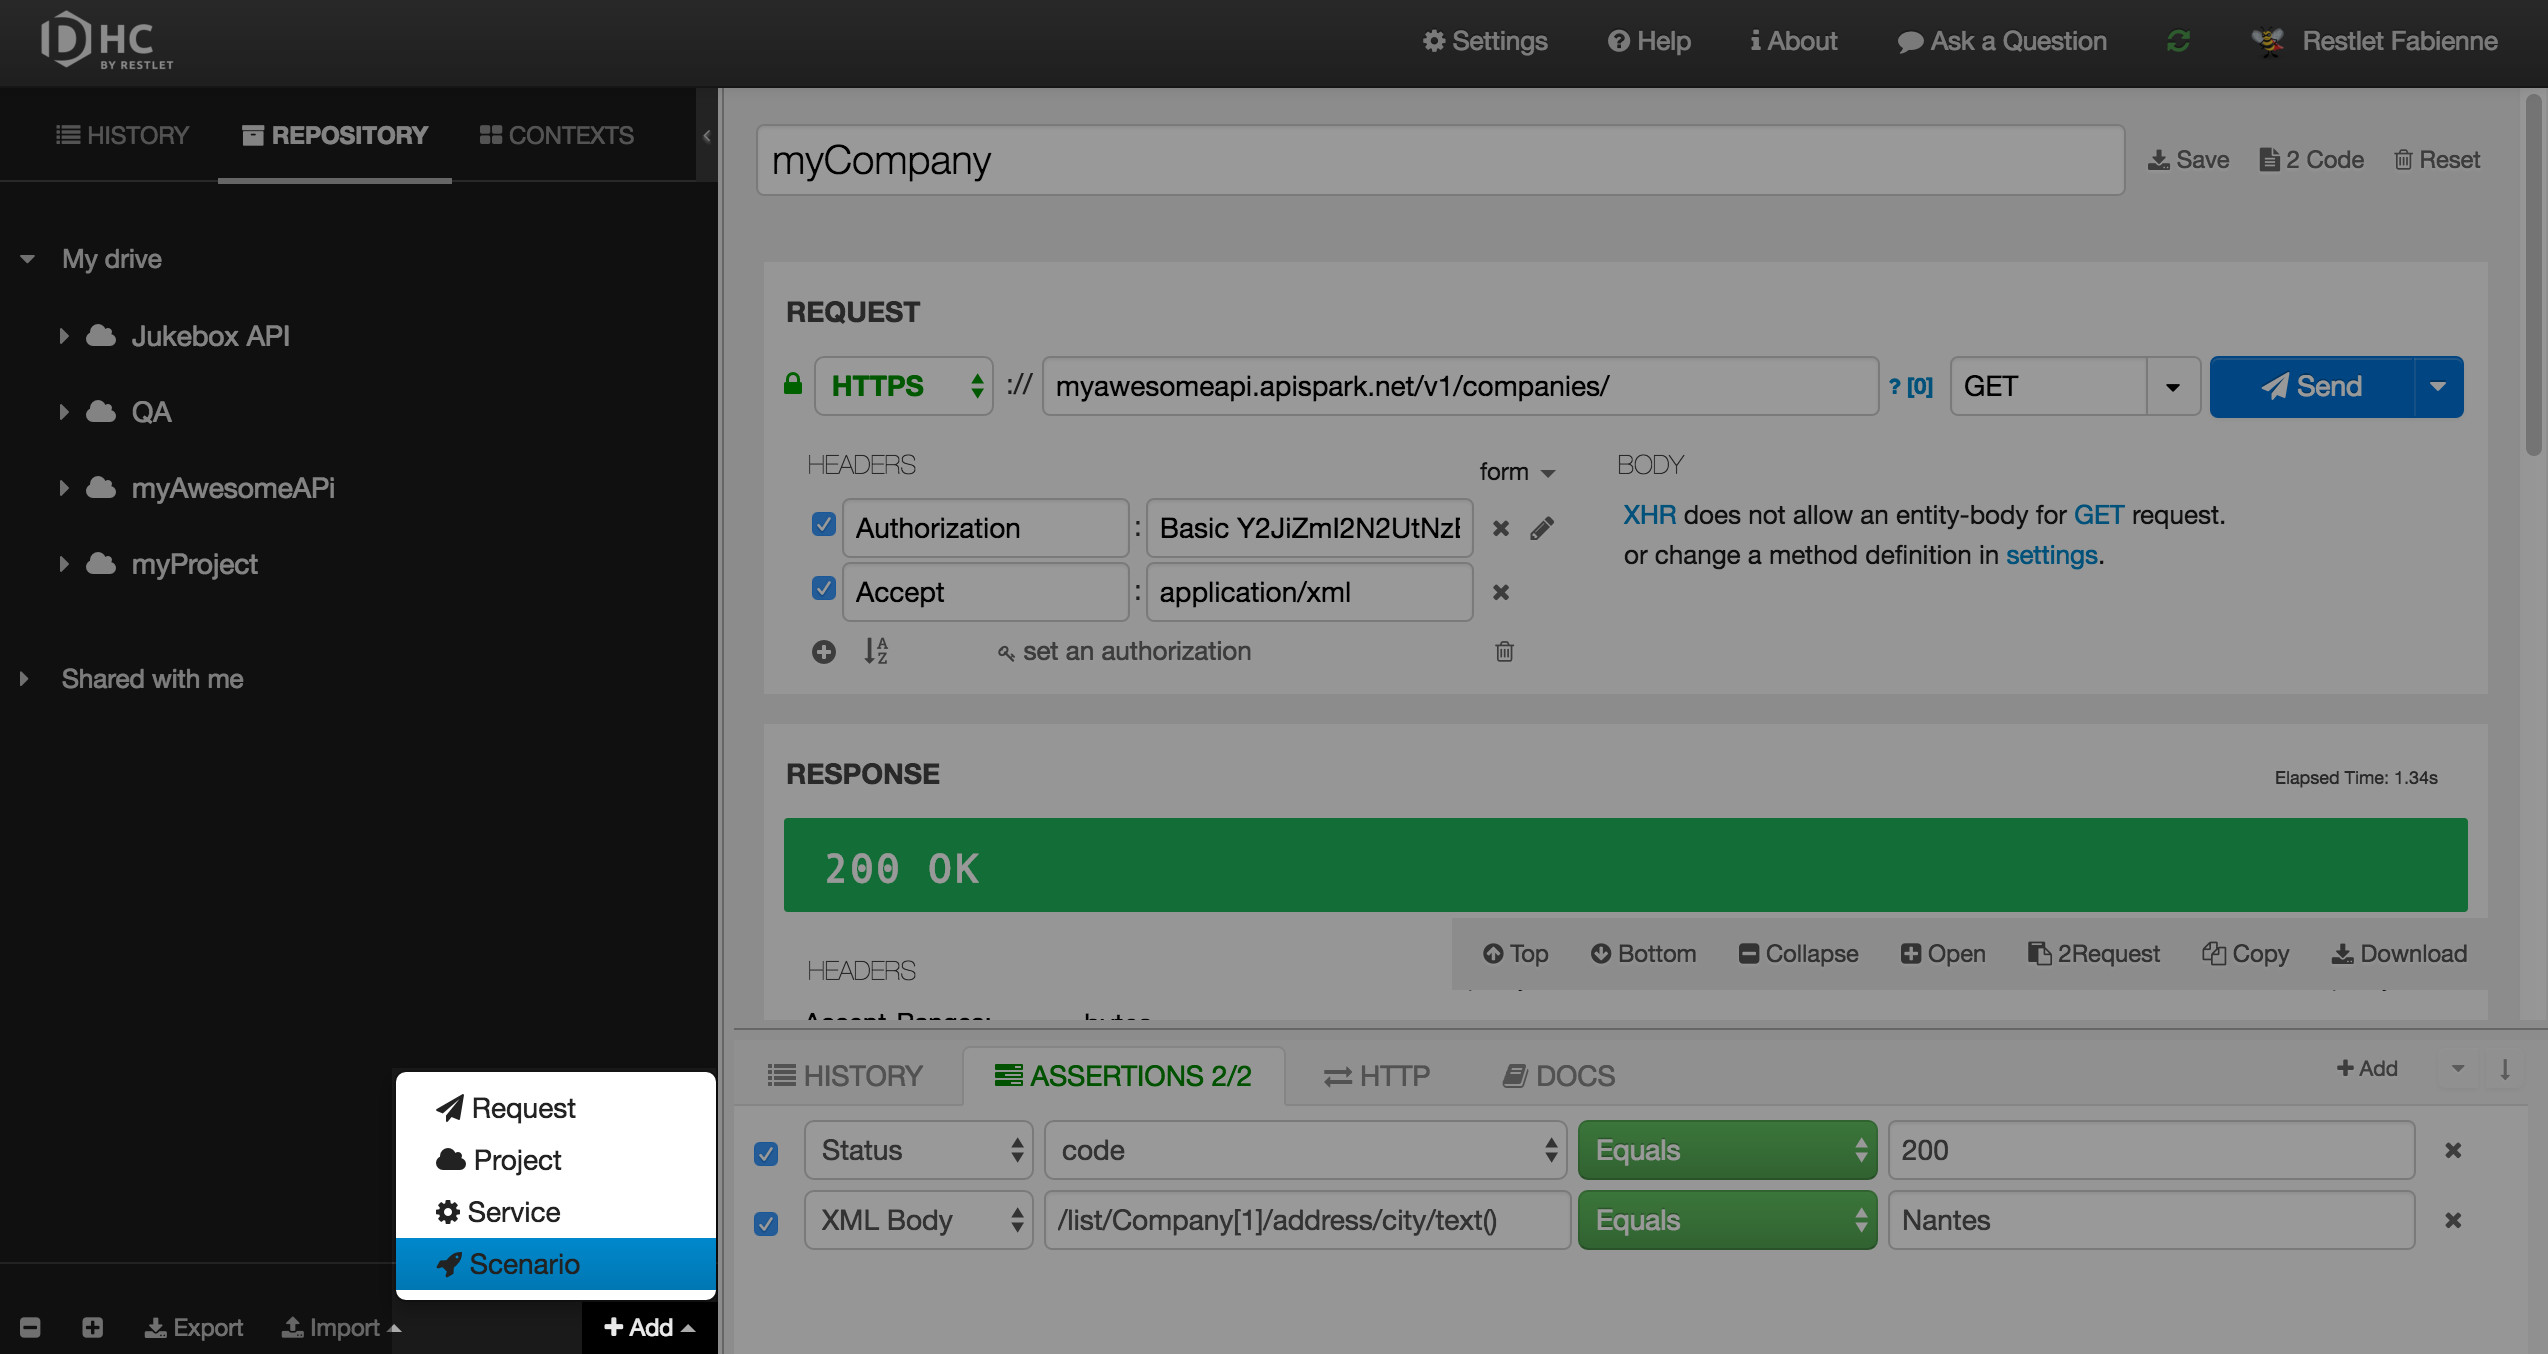 DHC
BY RESTLET
Settings
Help
About
Ask a Question
Restlet Fabienne
HISTORY
REPOSITORY
CONTEXTS
My drive
Jukebox API
QA
myAwesomeAPi
myProject
Shared with me
Request
Project
Service
Scenario
Export
Import
Add
myCompany
Save
2 Code
Reset
REQUEST
HTTPS
://
myawesomeapi.apispark.net/v1/companies/
? [0]
GET
Send
HEADERS
form
Authorization : Basic
Accept : application/xml
set an authorization
BODY
XHR does not allow an entity-body for GET request.
or change a method definition in settings.
RESPONSE
Elapsed Time: 1.34s
200 OK
Top
Bottom
Collapse
Open
2Request
Copy
Download
HEADERS
Accept-Ranges: bytes
HISTORY
ASSERTIONS 2/2
HTTP
DOCS
Add
Status code Equals 200
XML Body /list/Company[1]/address/city/text() Equals Nantes